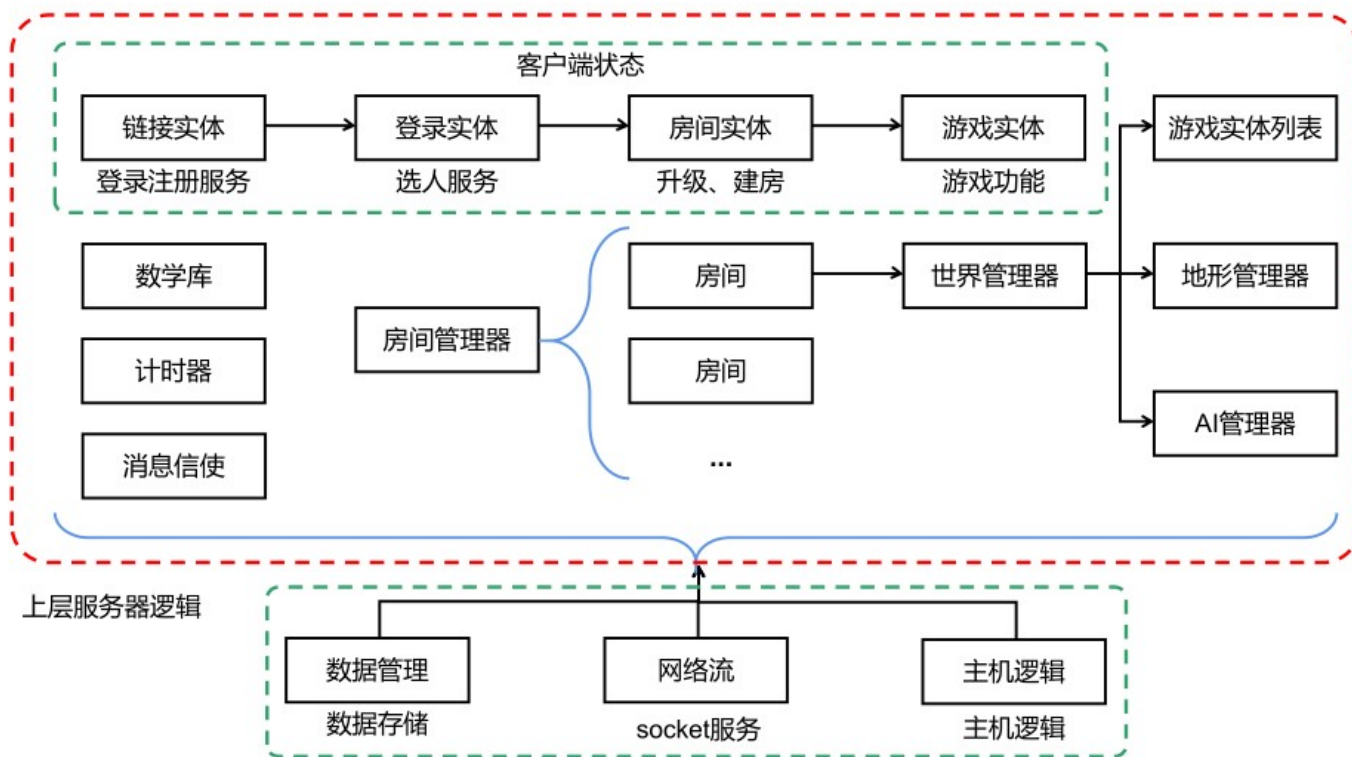 客户端状态
链接实体
登录实体
房间实体
游戏实体
游戏实体列表
登录注册服务
选人服务
升级、建房
游戏功能
数学库
房间
世界管理器
地形管理器
房间管理器
计时器
房间
AI管理器
消息信使
...
上层服务器逻辑
数据管理
网络流
主机逻辑
数据存储
socket服务
主机逻辑